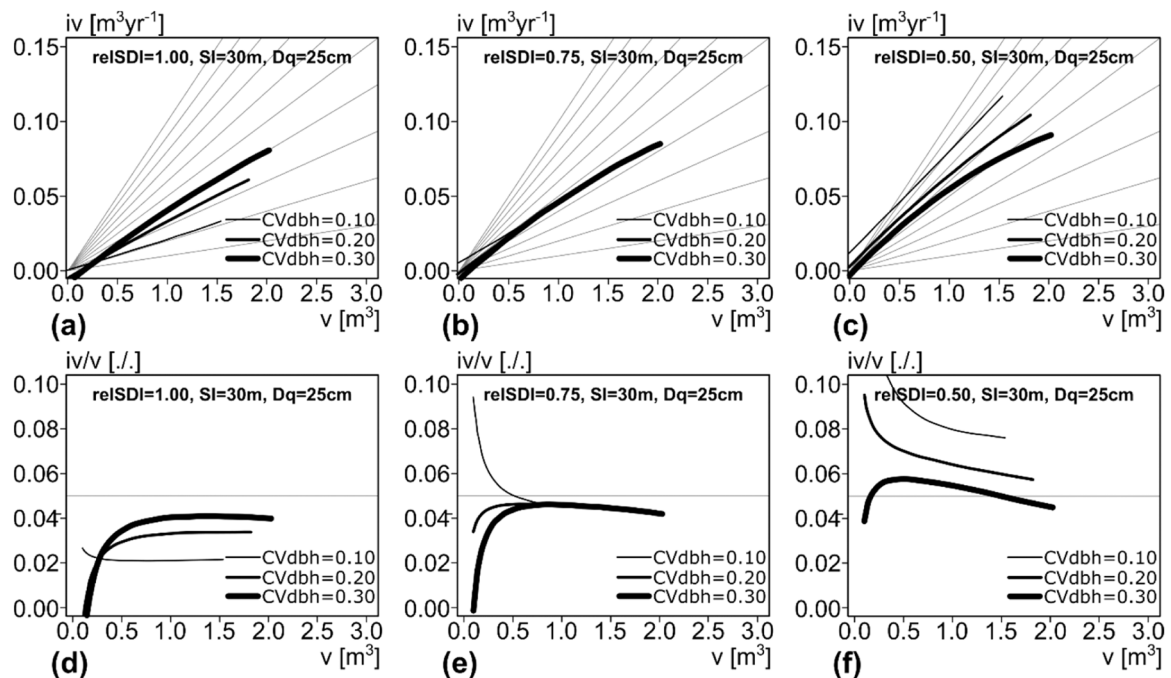 iv [m³yr⁻¹]
relSDI=1.00, SI=30m, Dq=25cm
0.15
0.10
0.05
0.00
CVdbh=0.10
CVdbh=0.20
CVdbh=0.30
0.0 0.5 1.0 1.5 2.0 2.5 3.0
(a)
v [m³]
iv [m³yr⁻¹]
relSDI=0.75, SI=30m, Dq=25cm
0.15
0.10
0.05
0.00
CVdbh=0.10
CVdbh=0.20
CVdbh=0.30
0.0 0.5 1.0 1.5 2.0 2.5 3.0
(b)
v [m³]
iv [m³yr⁻¹]
relSDI=0.50, SI=30m, Dq=25cm
0.15
0.10
0.05
0.00
CVdbh=0.10
CVdbh=0.20
CVdbh=0.30
0.0 0.5 1.0 1.5 2.0 2.5 3.0
(c)
v [m³]
iv/v [./.]
relSDI=1.00, SI=30m, Dq=25cm
0.10
0.08
0.06
0.04
0.02
0.00
CVdbh=0.10
CVdbh=0.20
CVdbh=0.30
0.0 0.5 1.0 1.5 2.0 2.5 3.0
(d)
v [m³]
iv/v [./.]
relSDI=0.75, SI=30m, Dq=25cm
0.10
0.08
0.06
0.04
0.02
0.00
CVdbh=0.10
CVdbh=0.20
CVdbh=0.30
0.0 0.5 1.0 1.5 2.0 2.5 3.0
(e)
v [m³]
iv/v [./.]
relSDI=0.50, SI=30m, Dq=25cm
0.10
0.08
0.06
0.04
0.02
0.00
CVdbh=0.10
CVdbh=0.20
CVdbh=0.30
0.0 0.5 1.0 1.5 2.0 2.5 3.0
(f)
v [m³]